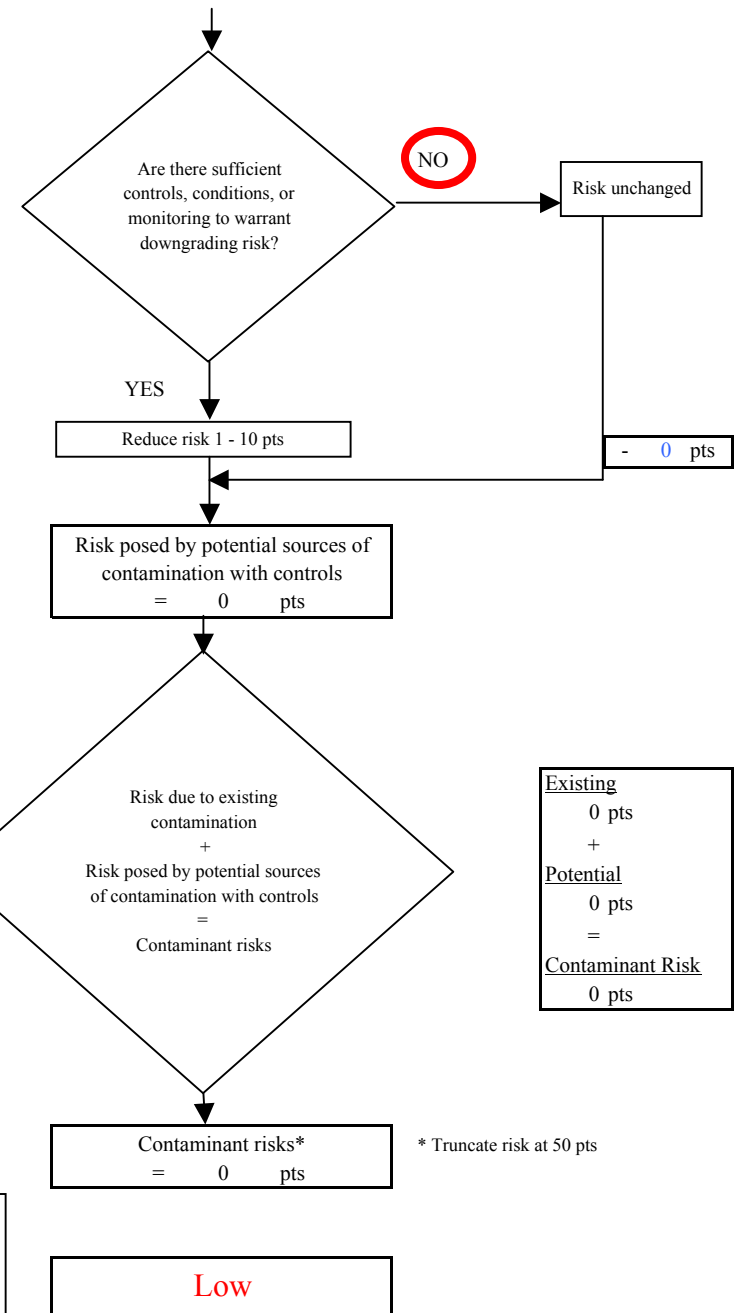 Are there sufficient
controls, conditions, or
monitoring to warrant
downgrading risk?
NO
Risk unchanged
YES
Reduce risk 1 - 10 pts
- 0 pts
Risk posed by potential sources of
contamination with controls
= 0 pts
Risk due to existing
contamination
+
Risk posed by potential sources
of contamination with controls
=
Contaminant risks
Existing
0 pts
+
Potential
0 pts
=
Contaminant Risk
0 pts
Contaminant risks*
= 0 pts
* Truncate risk at 50 pts
Low